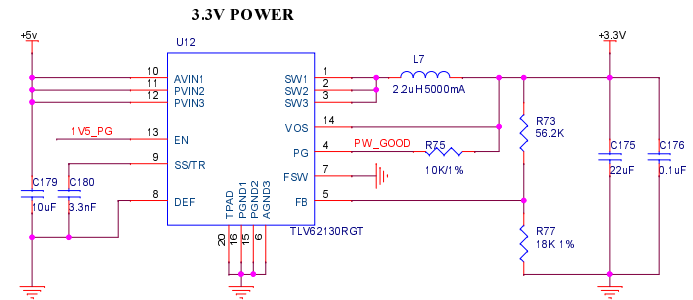 3.3V POWER
+5v
U12
L7
+3.3V
10 AVIN1 SW1 1
11 PVIN2 SW2 2
12 PVIN3 SW3 3
2.2uH5000mA
VOS 14
R73
56.2K
1V5_PG 13 EN
PG 4 PW_GOOD R75
10K/1%
C175
22uF
C176
0.1uF
9 SS/TR
FSW 7
C179
10uF
C180
3.3nF
8 DEF
FB 5
TPAD PGND1 PGND2 AGND3
R77
18K 1%
TLV62130RGT
20 16 15 6